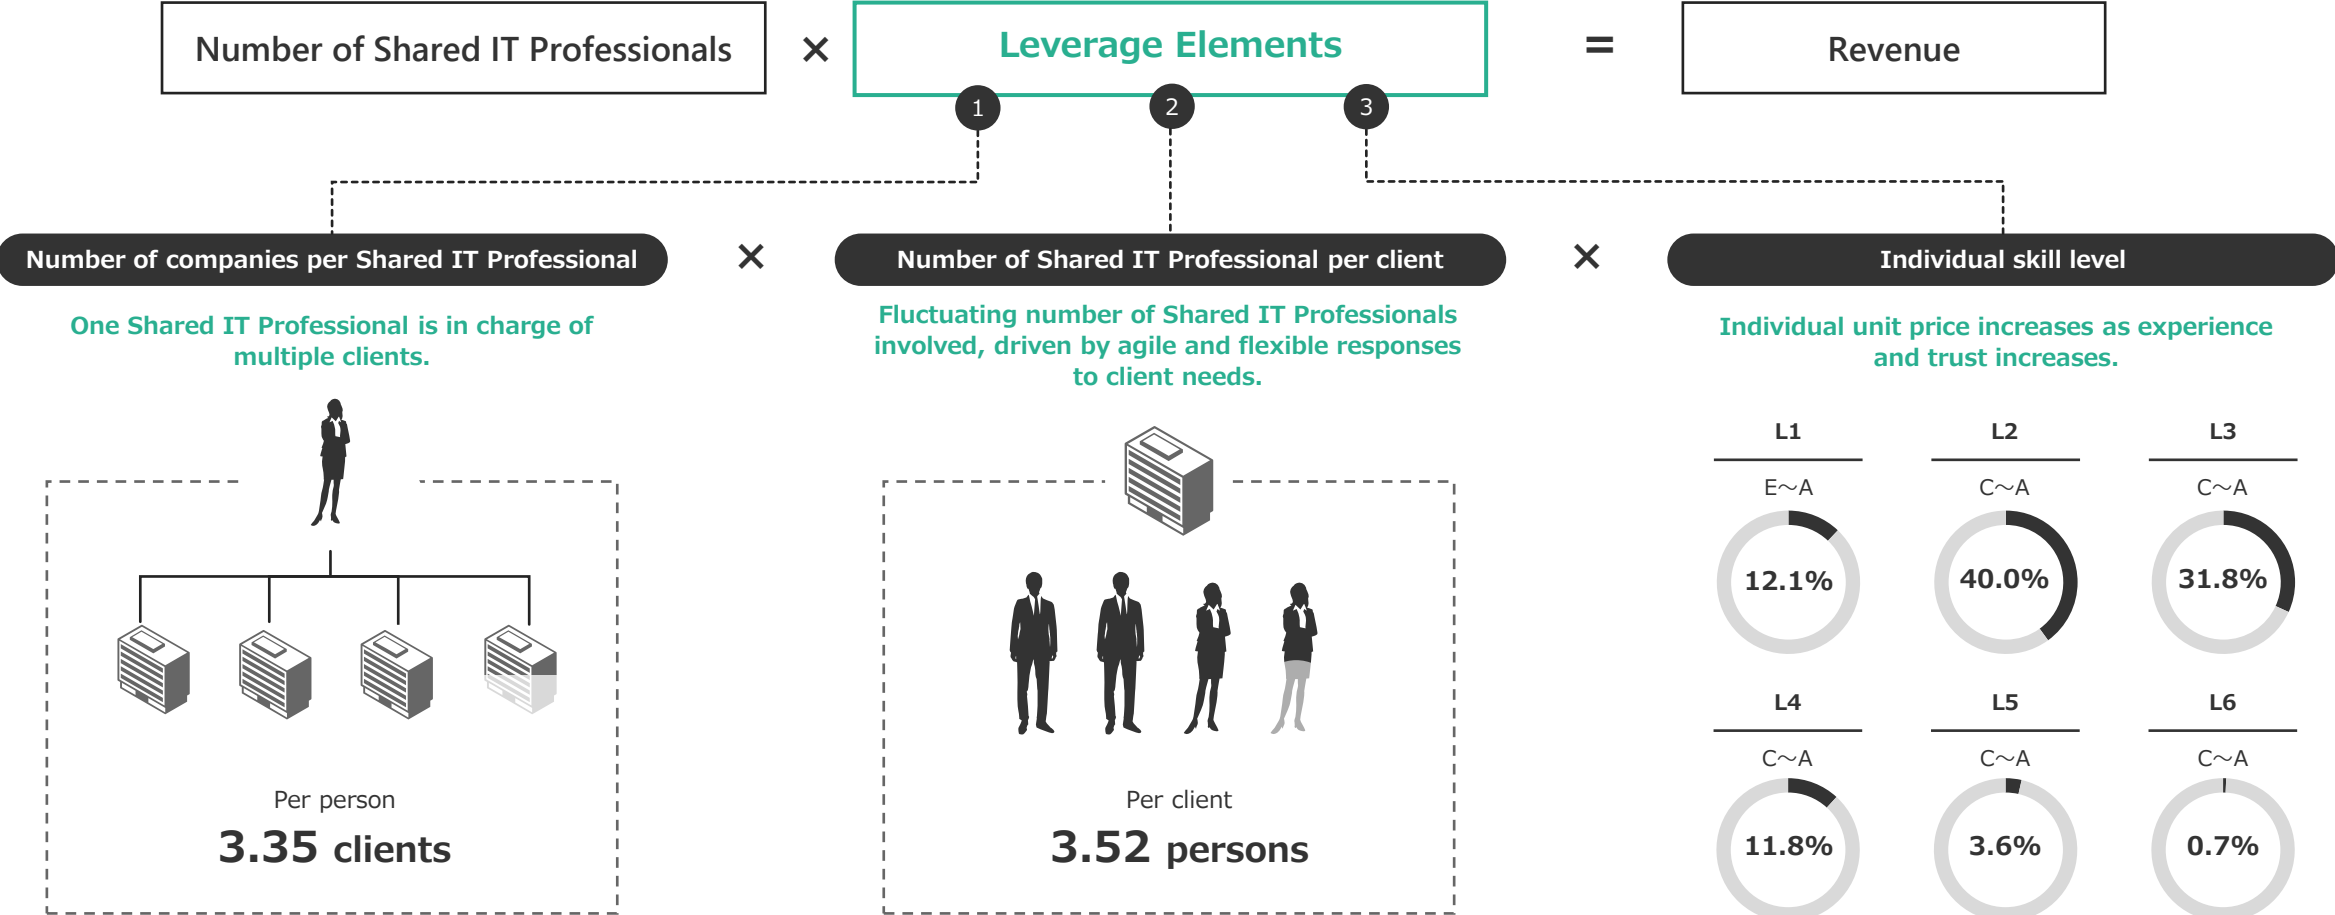 Number of Shared IT Professionals
×
Leverage Elements
=
Revenue
1
2
3
Number of companies per Shared IT Professional
×
Number of Shared IT Professional per client
×
Individual skill level
One Shared IT Professional is in charge of
multiple clients.
Fluctuating number of Shared IT Professionals
involved, driven by agile and flexible responses
to client needs.
Individual unit price increases as experience
and trust increases.
Per person
3.35 clients
Per client
3.52 persons
L1
L2
L3
E～A
C～A
C～A
12.1%
40.0%
31.8%
L4
L5
L6
C～A
C～A
C～A
11.8%
3.6%
0.7%